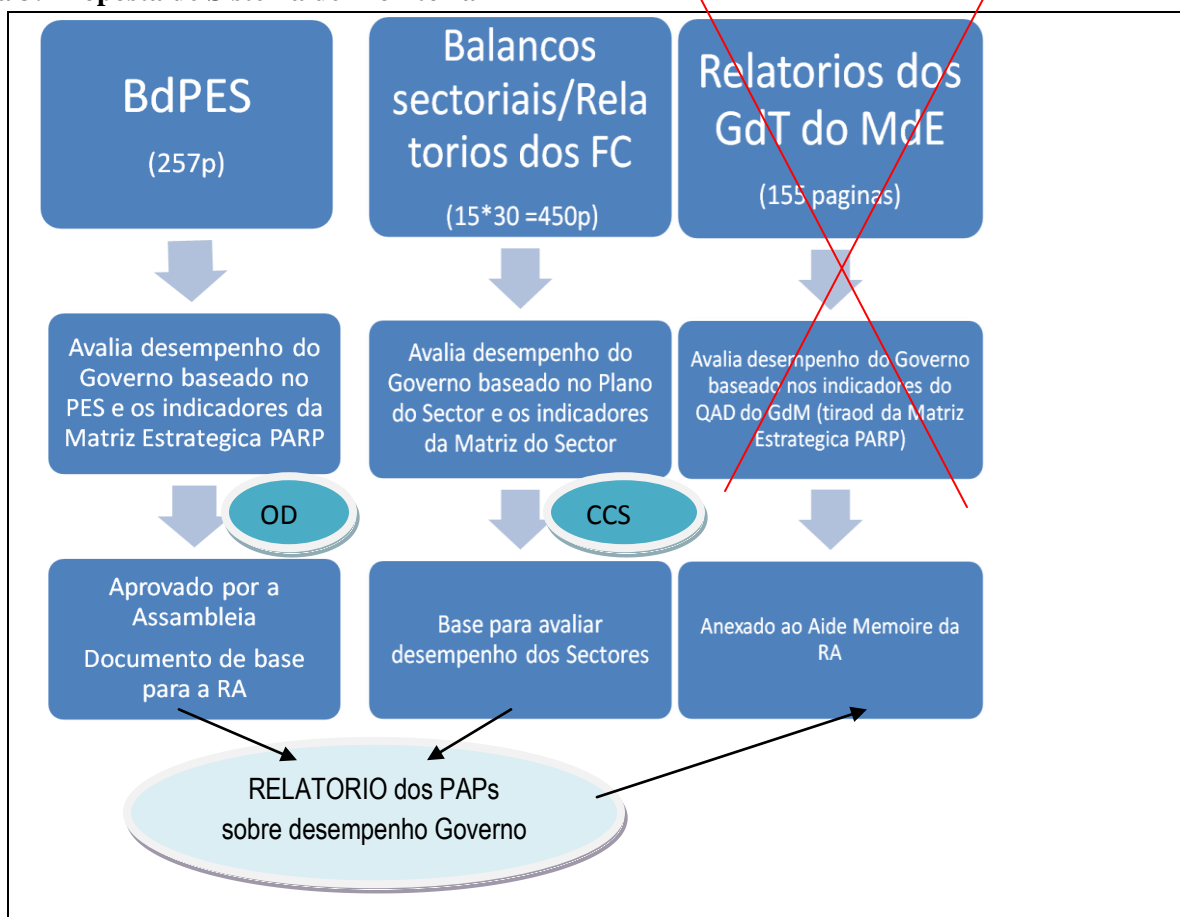 BdPES
(257p)
Balancos
sectoriais/Rela
torios dos FC
(15*30 =450p)
Relatorios dos
GdT do MdE
(155 paginas)
Avalia desempenho do
Governo baseado no
PES e os indicadores da
Matriz Estrategica PARP
Avalia desempenho do
Governo baseado no Plano
do Sector e os indicadores
da Matriz do Sector
Avalia desempenho do Governo
baseado nos indicadores do
QAD do GdM (tiraod da Matriz
Estrategica PARP)
OD
CCS
Aprovado por a
Assambleia
Documento de base
para a RA
Base para avaliar
desempenho dos Sectores
Anexado ao Aide Memoire da
RA
RELATORIO dos PAPs
sobre desempenho Governo